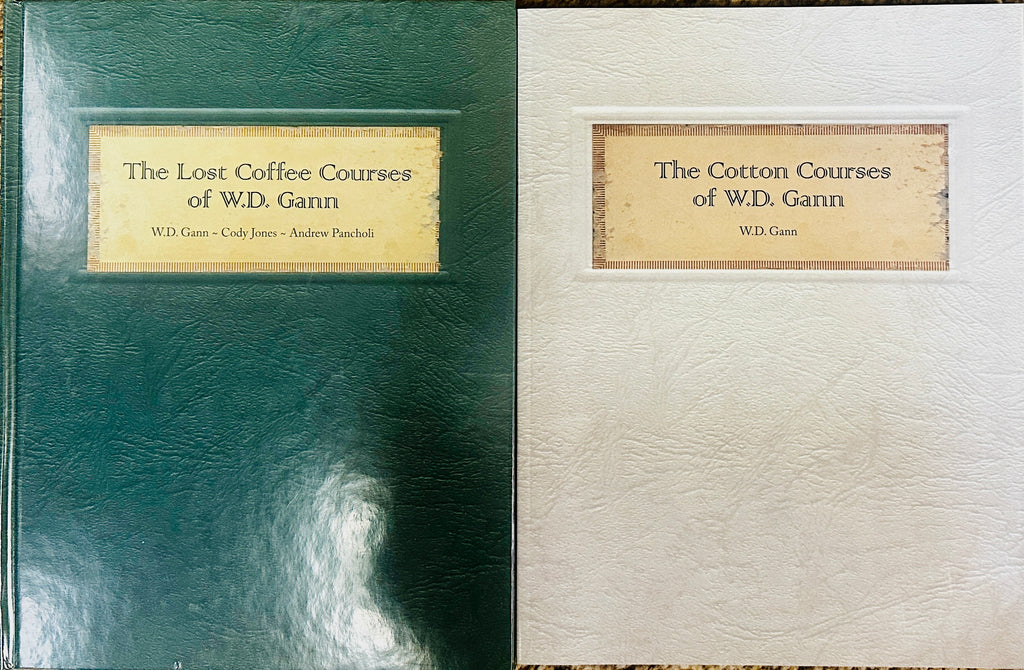 The Lost Coffee Courses
of W.D. Gann
W.D. Gann ~ Cody Jones ~ Andrew Pancholi
The Cotton Courses
of W.D. Gann
W.D. Gann